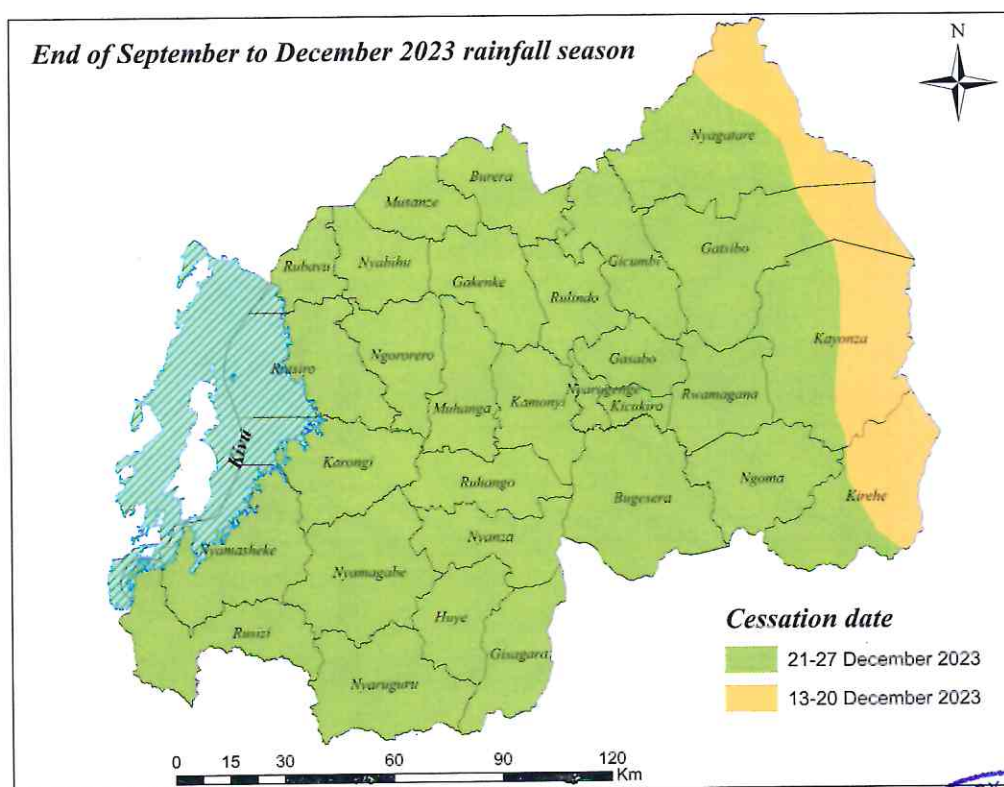 End of September to December 2023 rainfall season
N
Nyagatare
Burera
Musanze
Gatsibo
Gicumbi
Rubavu
Nyabihu
Gakenke
Rulindo
Kayonza
Gasabo
Ngororero
Rutsiro
Nyarugenge
Rwamagana
Kicukiro
Kamonyi
Muhanga
Kivu
Karongi
Ruhango
Ngoma
Bugesera
Kirehe
Nyanza
Nyamasheke
Nyamagabe
Huye
Rusizi
Gisagara
Nyaruguru
Cessation date
21-27 December 2023
13-20 December 2023
0 15 30 60 90 120
Km